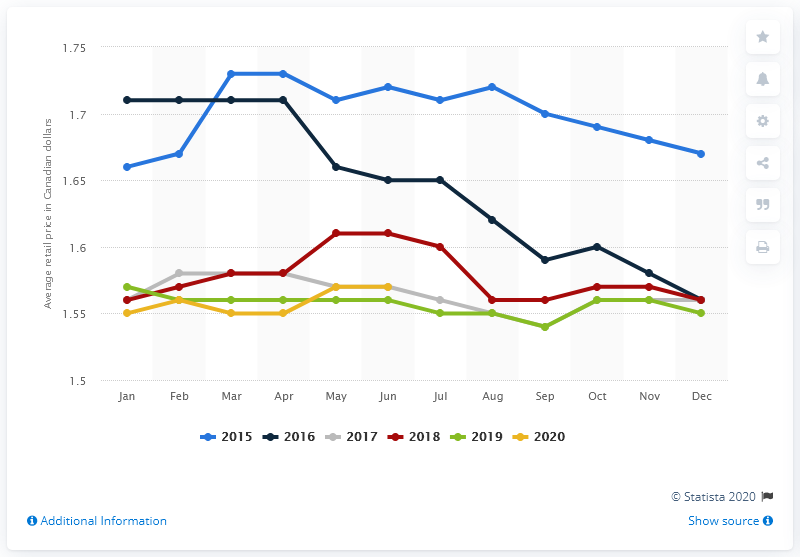 1.75
1.7
1.65
1.6
1.55
1.5
Average retail price in Canadian dollars
Jan Feb Mar Apr May Jun Jul Aug Sep Oct Nov Dec
2015 2016 2017 2018 2019 2020
© Statista 2020
Additional Information Show source